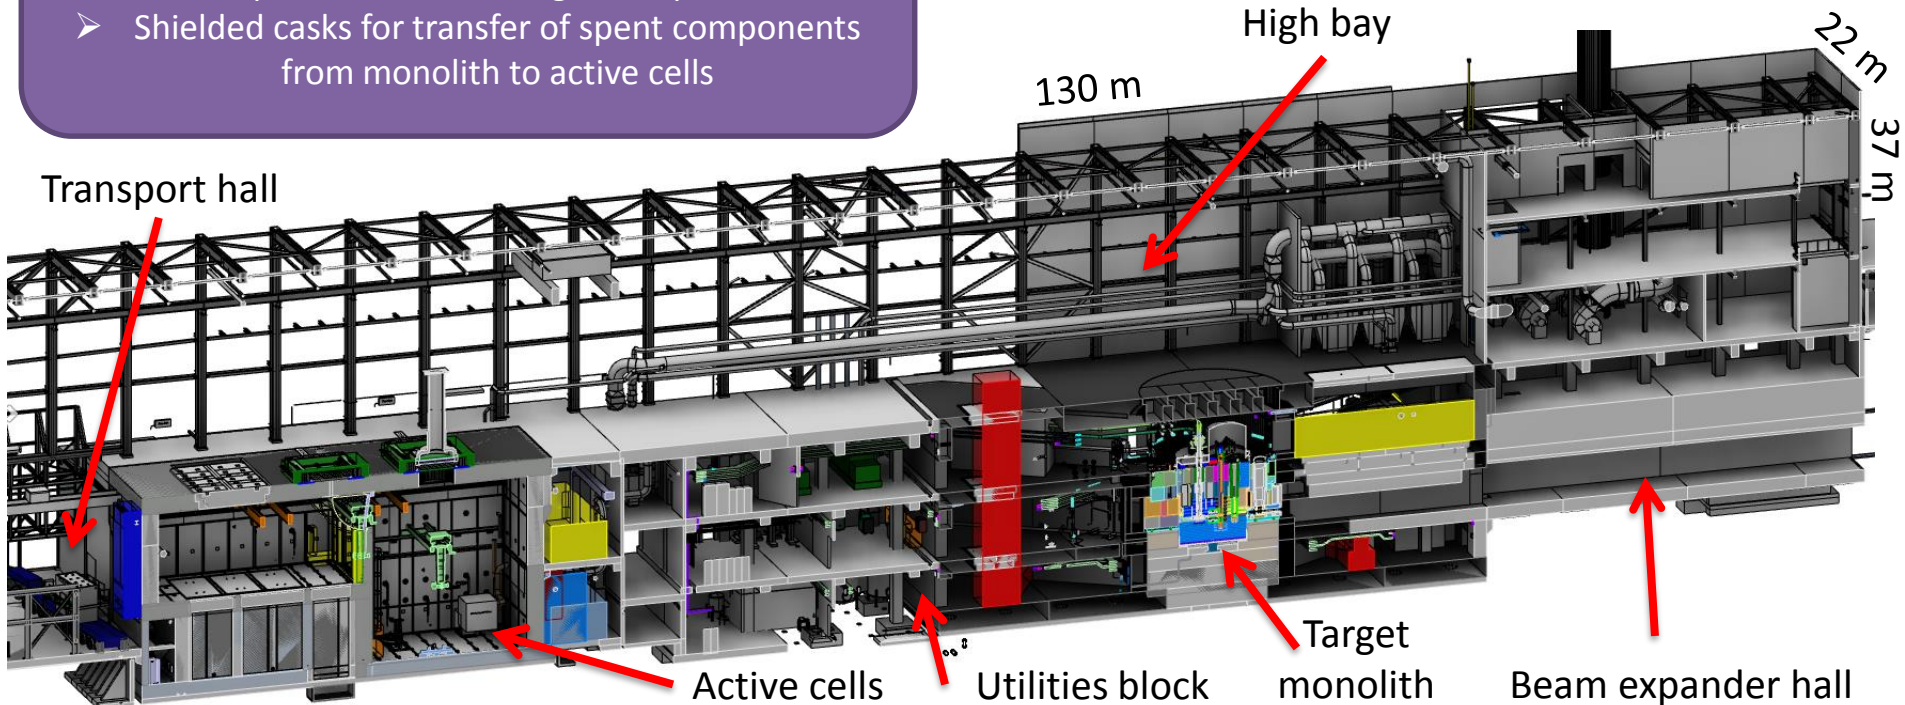 ➢ Shielded casks for transfer of spent components
from monolith to active cells
High bay
22 m
130 m
37 m
Transport hall
Active cells
Utilities block
Target
monolith
Beam expander hall